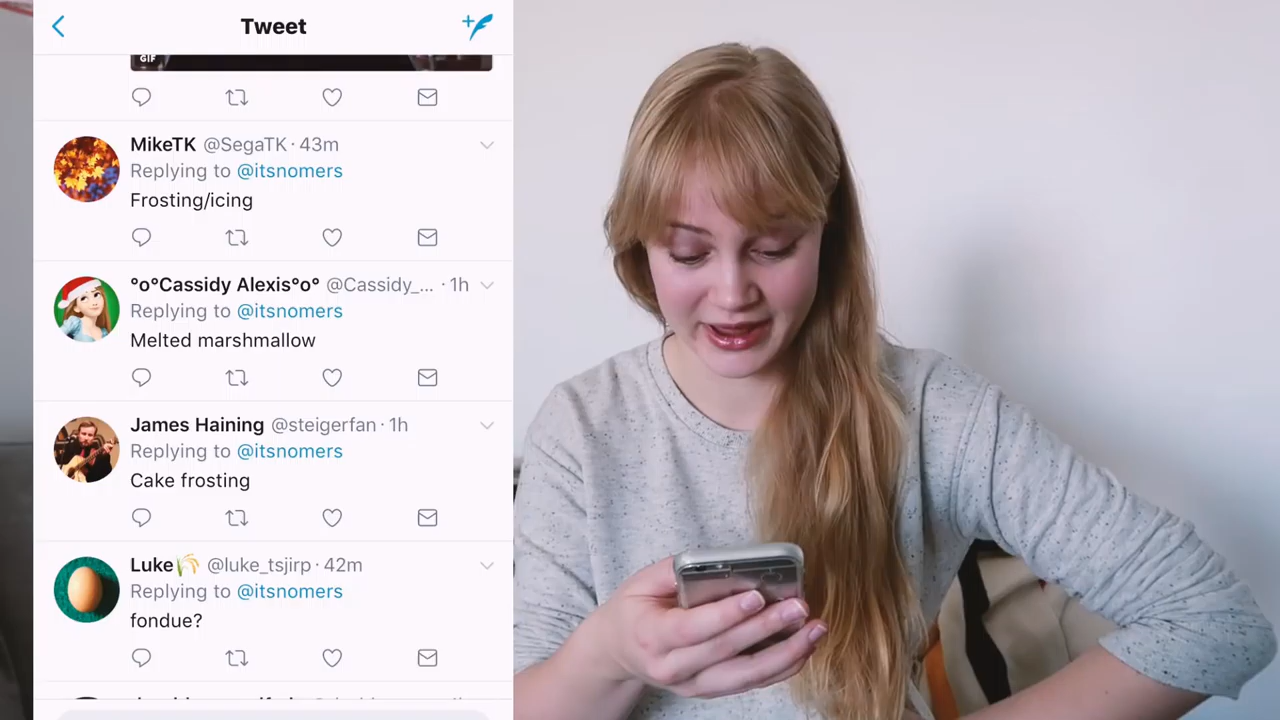 Tweet
GIF
MikeTK @SegaTK · 43m
Replying to @itsnomers
Frosting/icing
°o°Cassidy Alexis°o° @Cassidy_... · 1h
Replying to @itsnomers
Melted marshmallow
James Haining @steigerfan · 1h
Replying to @itsnomers
Cake frosting
Luke🌾 @luke_tsjirp · 42m
Replying to @itsnomers
fondue?